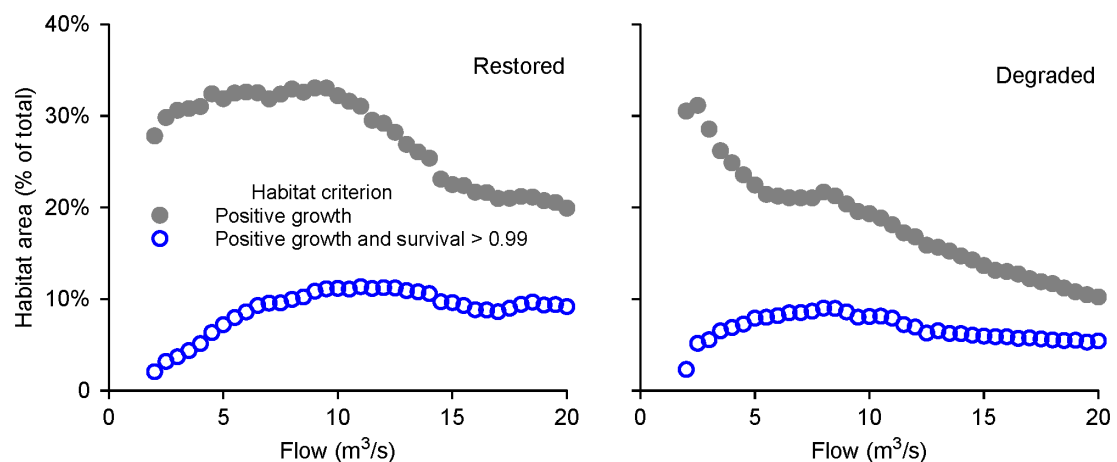 40%
30%
20%
10%
0
Habitat area (% of total)
Restored
Habitat criterion
Positive growth
Positive growth and survival > 0.99
0 5 10 15 20
Flow (m³/s)
Degraded
0 5 10 15 20
Flow (m³/s)